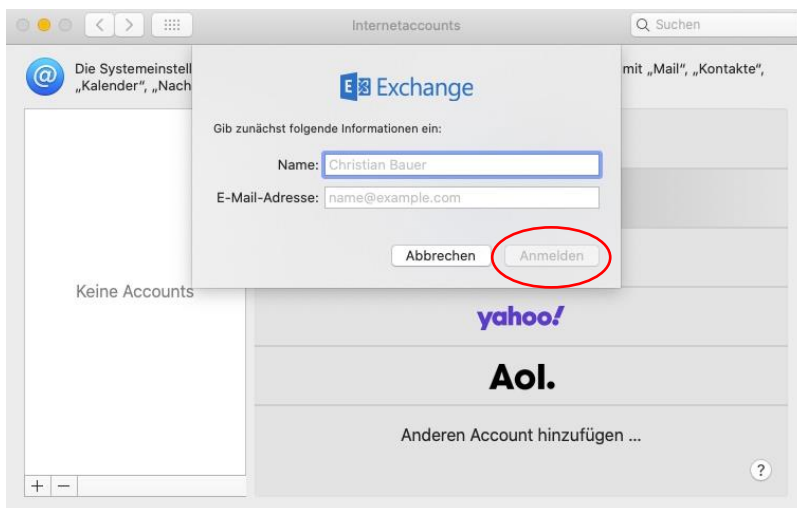 Internetaccounts
Suchen
Die Systemeinstell
„Kalender“, „Nach
mit „Mail“, „Kontakte“,
E Exchange
Gib zunächst folgende Informationen ein:
Name: Christian Bauer
E-Mail-Adresse: name@example.com
Abbrechen Anmelden
Keine Accounts
yahoo!
Aol.
Anderen Account hinzufügen ...
?
+ −